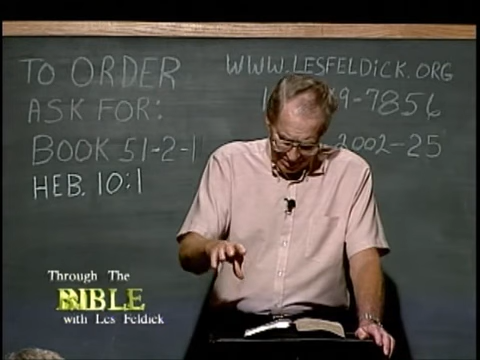 TO ORDER
ASK FOR:
BOOK 51-2-1
HEB. 10:1
WWW.LESFELDICK.ORG
9-7856
2002-25
Through The
BIBLE
with Les Feldick